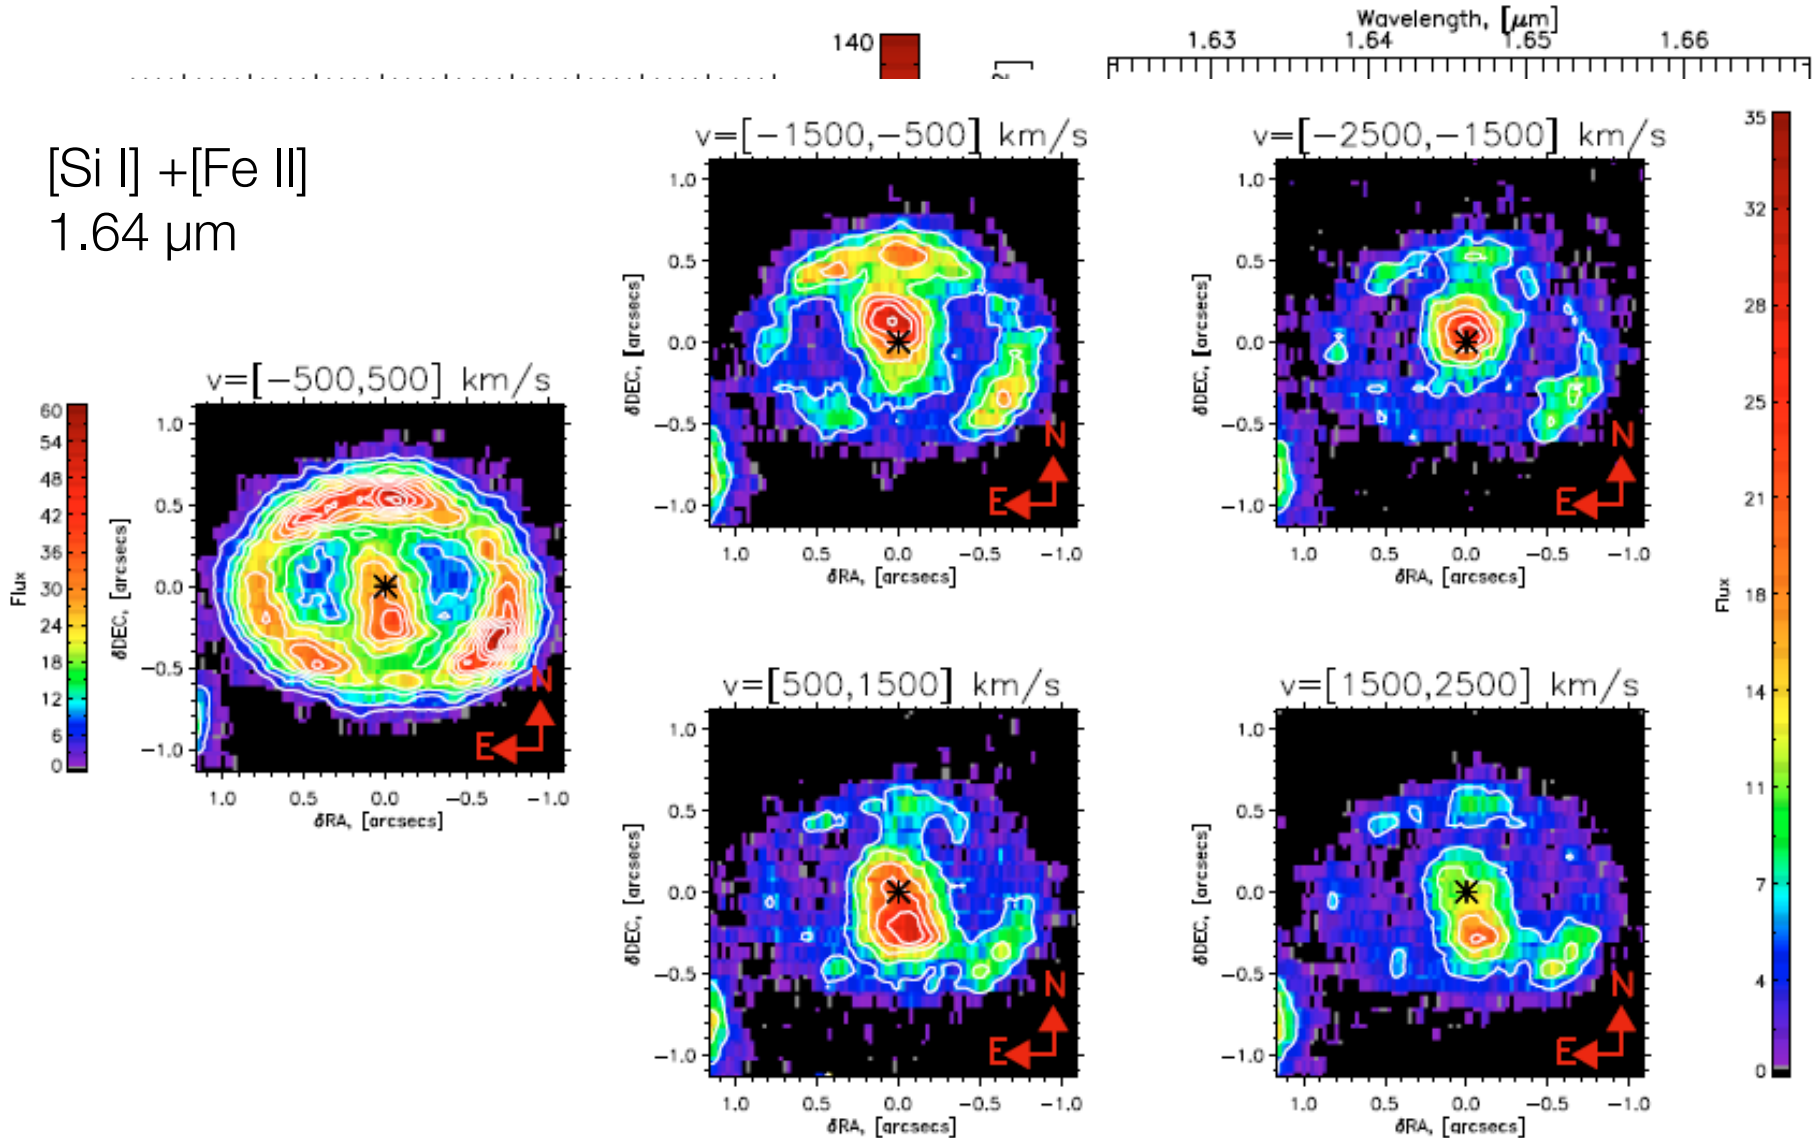 Wavelength, [μm]
140
1.63 1.64 1.65 1.66
[Si I] +[Fe II]
1.64 μm
v=[−1500,−500] km/s
1.0
0.5
0.0
−0.5
−1.0
δDEC, [arcsecs]
N
E
1.0 0.5 0.0 −0.5 −1.0
δRA, [arcsecs]
v=[−2500,−1500] km/s
1.0
0.5
0.0
−0.5
−1.0
δDEC, [arcsecs]
N
E
1.0 0.5 0.0 −0.5 −1.0
δRA, [arcsecs]
35
32
28
25
21
18
14
11
7
4
0
Flux
v=[−500,500] km/s
60
54
48
42
36
30
24
18
12
6
0
Flux
1.0
0.5
0.0
−0.5
−1.0
δDEC, [arcsecs]
N
E
1.0 0.5 0.0 −0.5 −1.0
δRA, [arcsecs]
v=[500,1500] km/s
1.0
0.5
0.0
−0.5
−1.0
δDEC, [arcsecs]
N
E
1.0 0.5 0.0 −0.5 −1.0
δRA, [arcsecs]
v=[1500,2500] km/s
1.0
0.5
0.0
−0.5
−1.0
δDEC, [arcsecs]
N
E
1.0 0.5 0.0 −0.5 −1.0
δRA, [arcsecs]